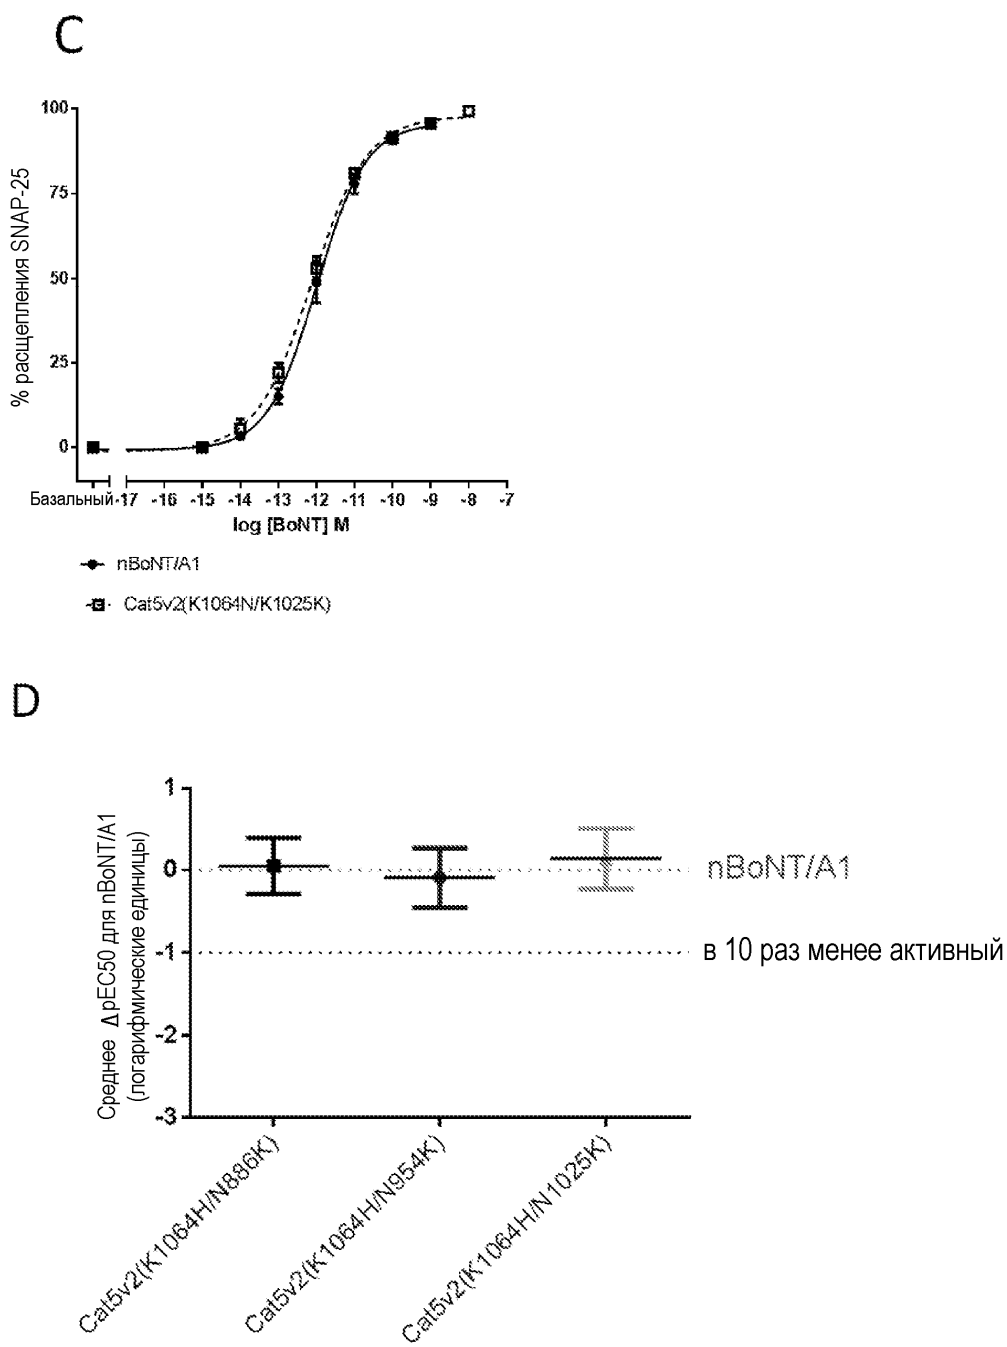 C
100
75
50
25
0
% расщепления SNAP-25
Базальный -17 -16 -15 -14 -13 -12 -11 -10 -9 -8 -7
log [BoNT] M
nBoNT/A1
Cat5v2(K1064N/K1025K)
D
1
0
-1
-2
-3
Среднее ΔpEC50 для nBoNT/A1
(логарифмические единицы)
nBoNT/A1
в 10 раз менее активный
Cat5v2(K1064H/N886K)
Cat5v2(K1064H/N954K)
Cat5v2(K1064H/N1025K)